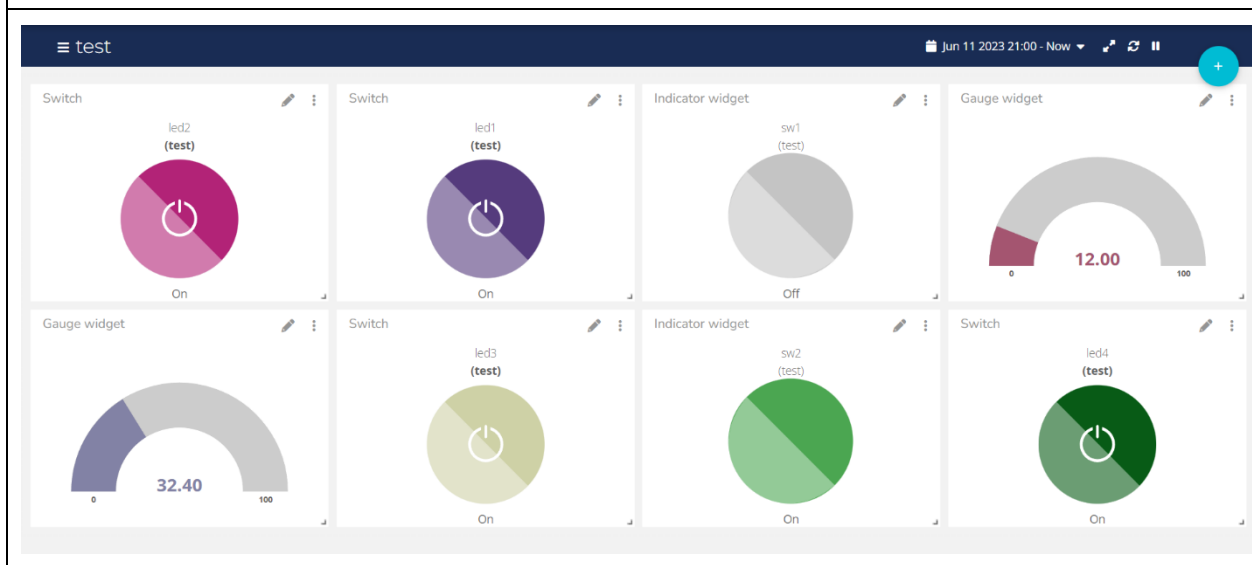 test
Jun 11 2023 21:00 - Now
+
Switch
led2
(test)
On
Switch
led1
(test)
On
Indicator widget
sw1
(test)
Off
Gauge widget
12.00
0
100
Gauge widget
32.40
0
100
Switch
led3
(test)
On
Indicator widget
sw2
(test)
On
Switch
led4
(test)
On